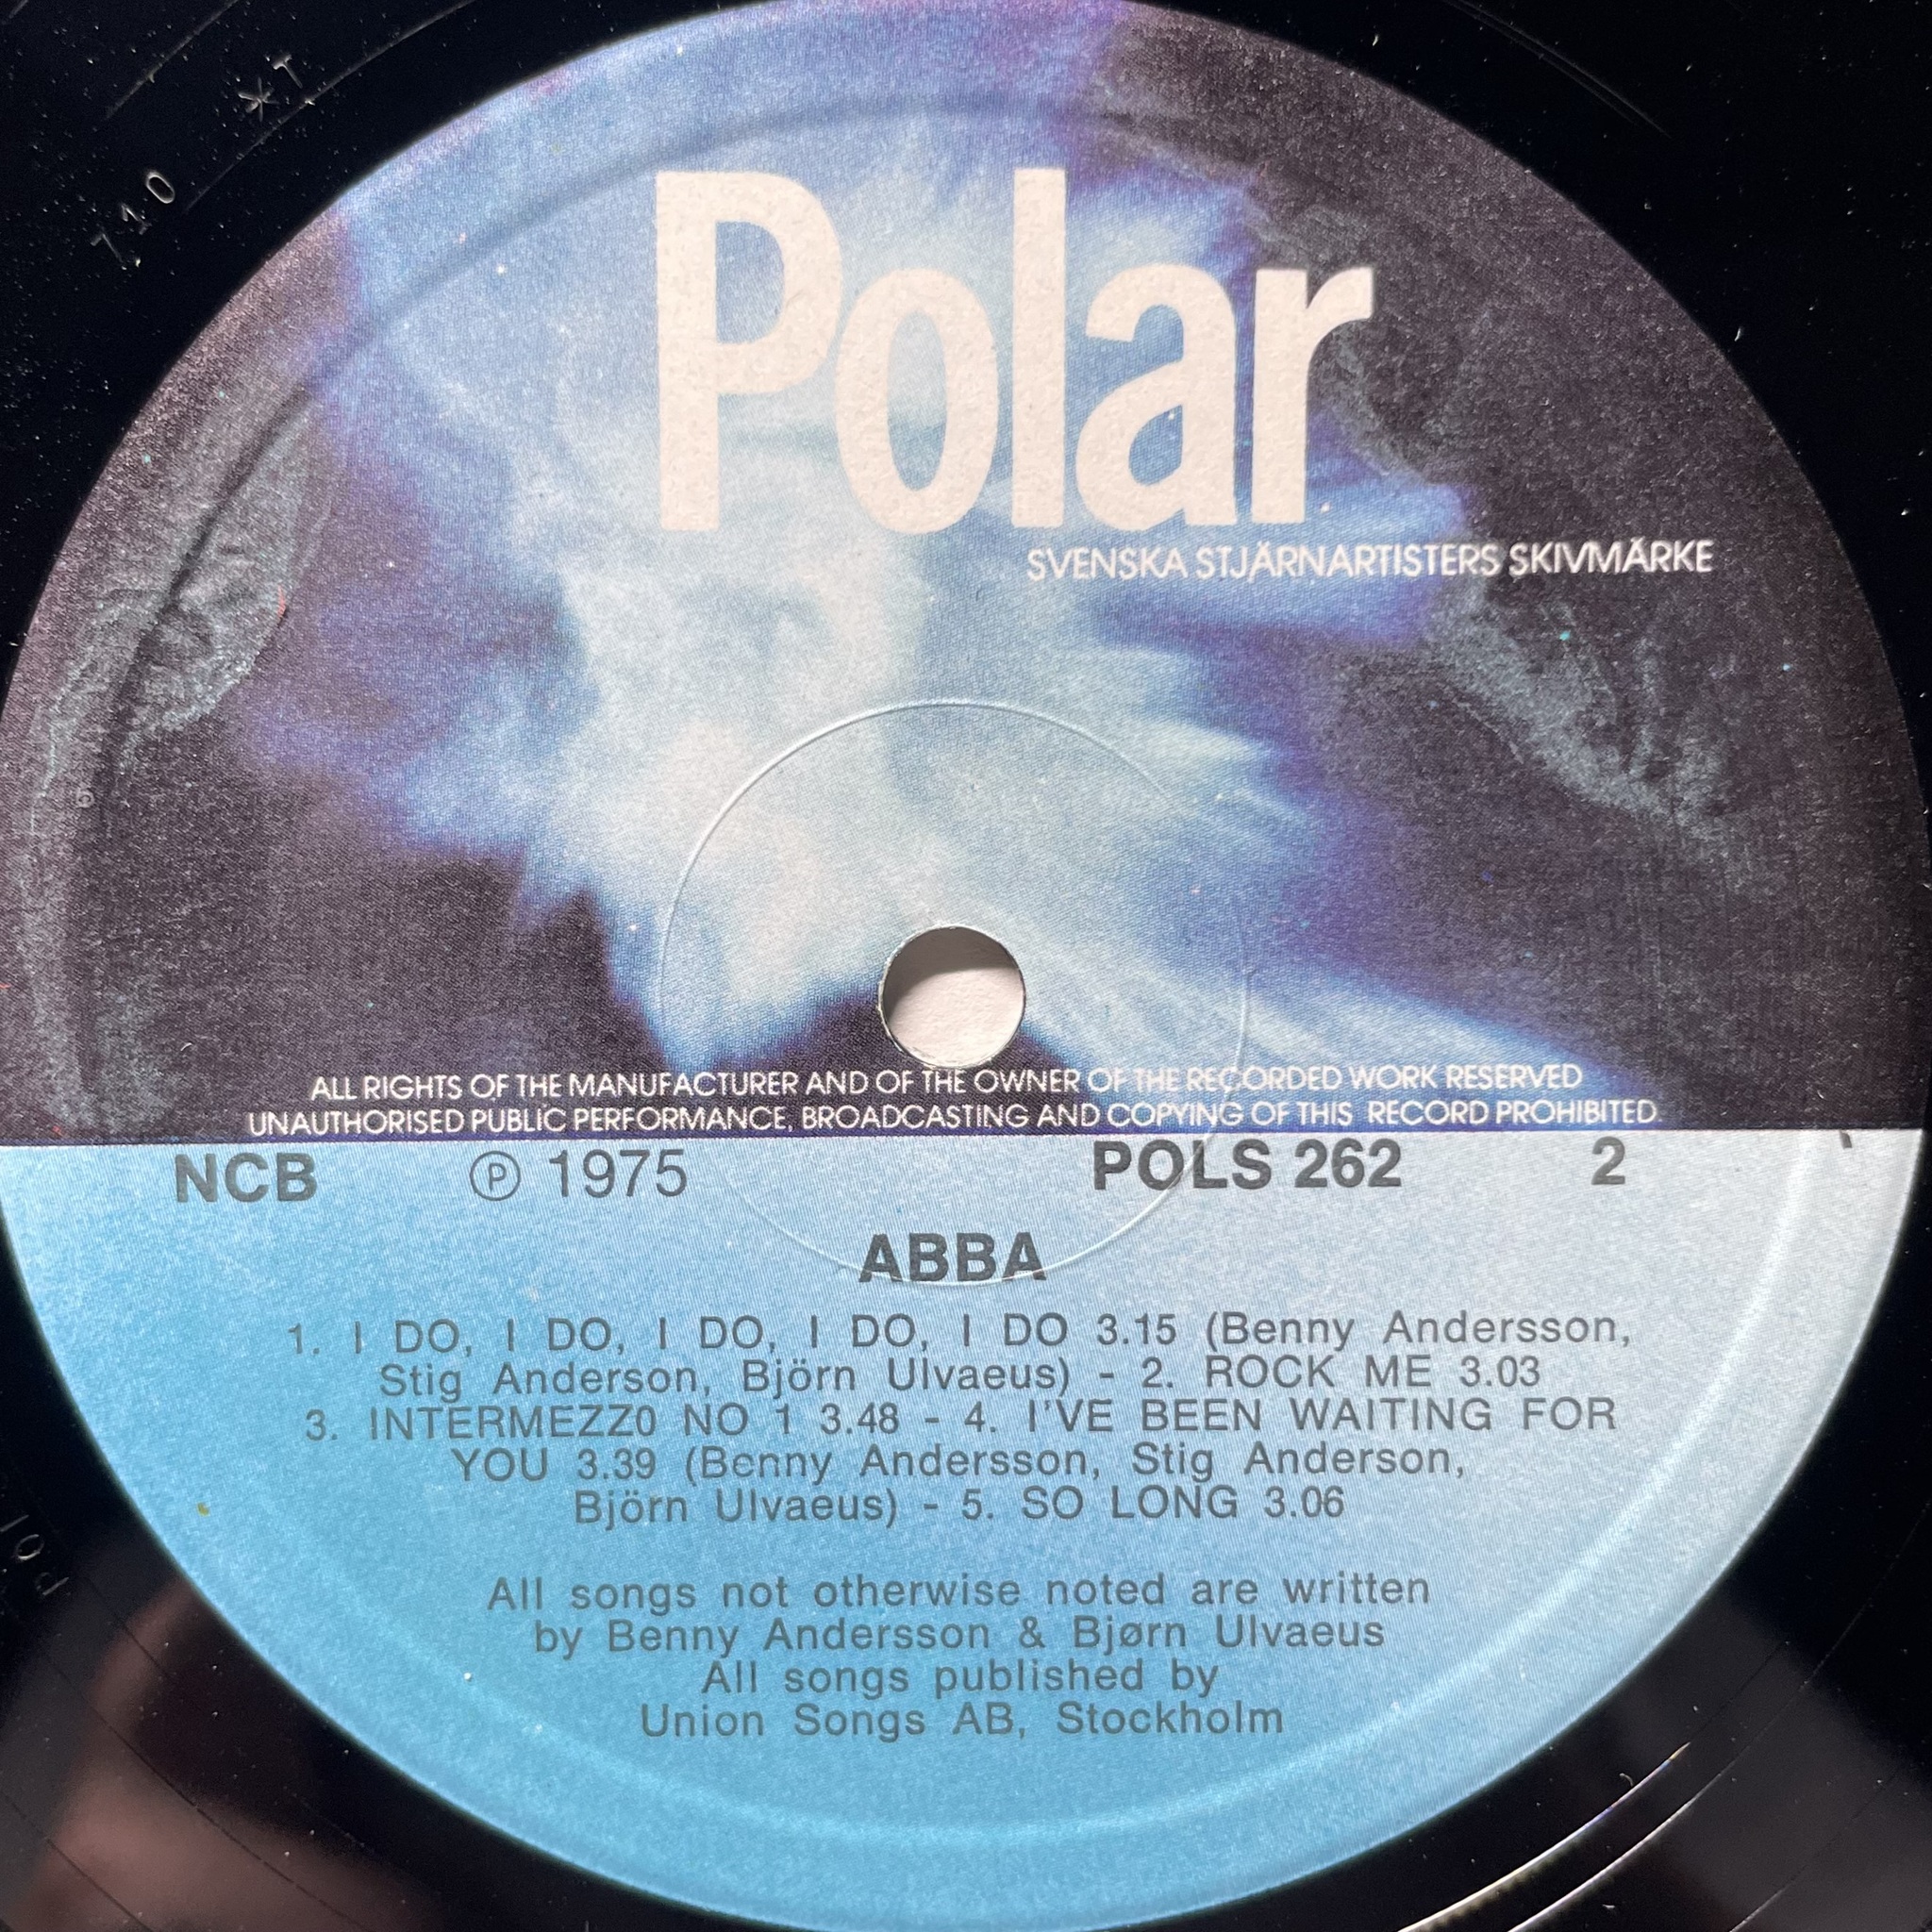 *T
710
Polar
SVENSKA STJÄRNARTISTERS SKIVMÄRKE
ALL RIGHTS OF THE MANUFACTURER AND OF THE OWNER OF THE RECORDED WORK RESERVED
UNAUTHORISED PUBLIC PERFORMANCE, BROADCASTING AND COPYING OF THIS RECORD PROHIBITED
NCB ℗ 1975 POLS 262 2
ABBA
1. I DO, I DO, I DO, I DO, I DO 3.15 (Benny Andersson,
Stig Anderson, Björn Ulvaeus) - 2. ROCK ME 3.03
3. INTERMEZZ0 NO 1 3.48 - 4. I'VE BEEN WAITING FOR
YOU 3.39 (Benny Andersson, Stig Anderson,
Björn Ulvaeus) - 5. SO LONG 3.06
All songs not otherwise noted are written
by Benny Andersson & Bjørn Ulvaeus
All songs published by
Union Songs AB, Stockholm